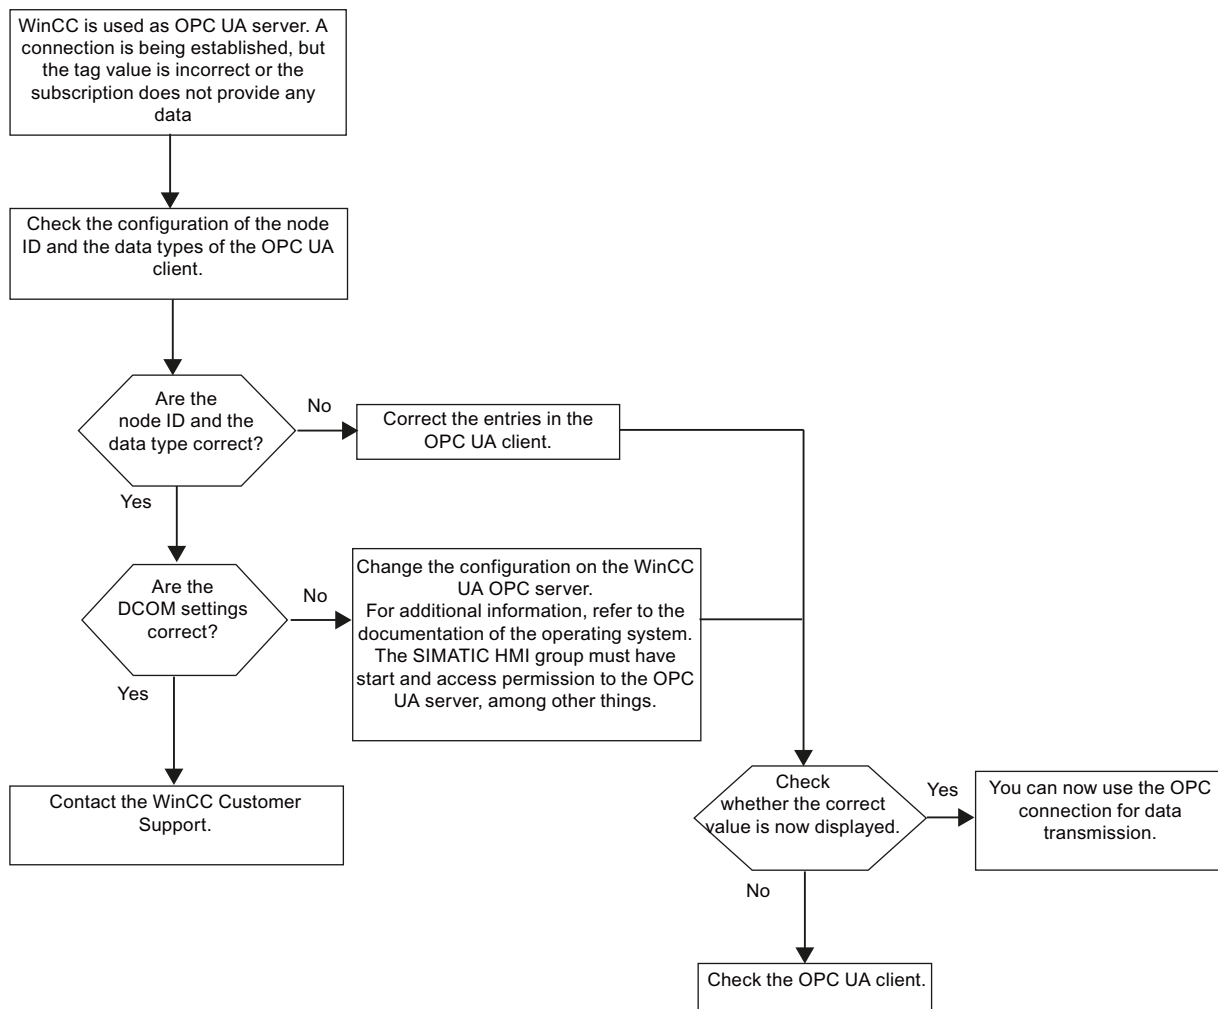 WinCC is used as OPC UA server. A
connection is being established, but
the tag value is incorrect or the
subscription does not provide any
data
Check the configuration of the node
ID and the data types of the OPC UA
client.
Are the
node ID and the
data type correct?
No
Correct the entries in the
OPC UA client.
Yes
Are the
DCOM settings
correct?
No
Change the configuration on the WinCC
UA OPC server.
For additional information, refer to the
documentation of the operating system.
The SIMATIC HMI group must have
start and access permission to the OPC
UA server, among other things.
Yes
Contact the WinCC Customer
Support.
Check
whether the correct
value is now displayed.
Yes
You can now use the OPC
connection for data
transmission.
No
Check the OPC UA client.